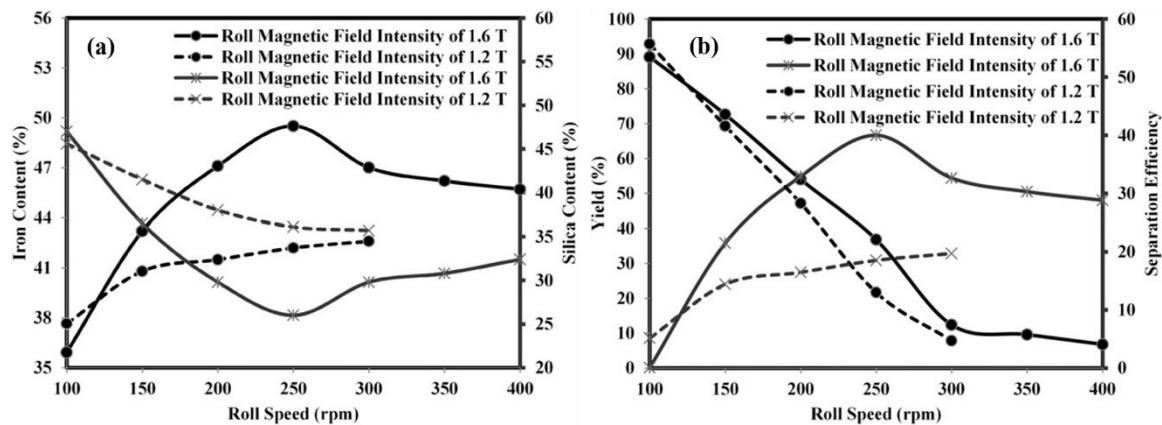 (a)
Roll Magnetic Field Intensity of 1.6 T
Roll Magnetic Field Intensity of 1.2 T
Roll Magnetic Field Intensity of 1.6 T
Roll Magnetic Field Intensity of 1.2 T
Iron Content (%)
56
53
50
47
44
41
38
35
Silica Content (%)
60
55
50
45
40
35
30
25
20
100 150 200 250 300 350 400
Roll Speed (rpm)
(b)
Roll Magnetic Field Intensity of 1.6 T
Roll Magnetic Field Intensity of 1.6 T
Roll Magnetic Field Intensity of 1.2 T
Roll Magnetic Field Intensity of 1.2 T
Yield (%)
100
90
80
70
60
50
40
30
20
10
0
Separation Efficiency
60
50
40
30
20
10
0
100 150 200 250 300 350 400
Roll Speed (rpm)